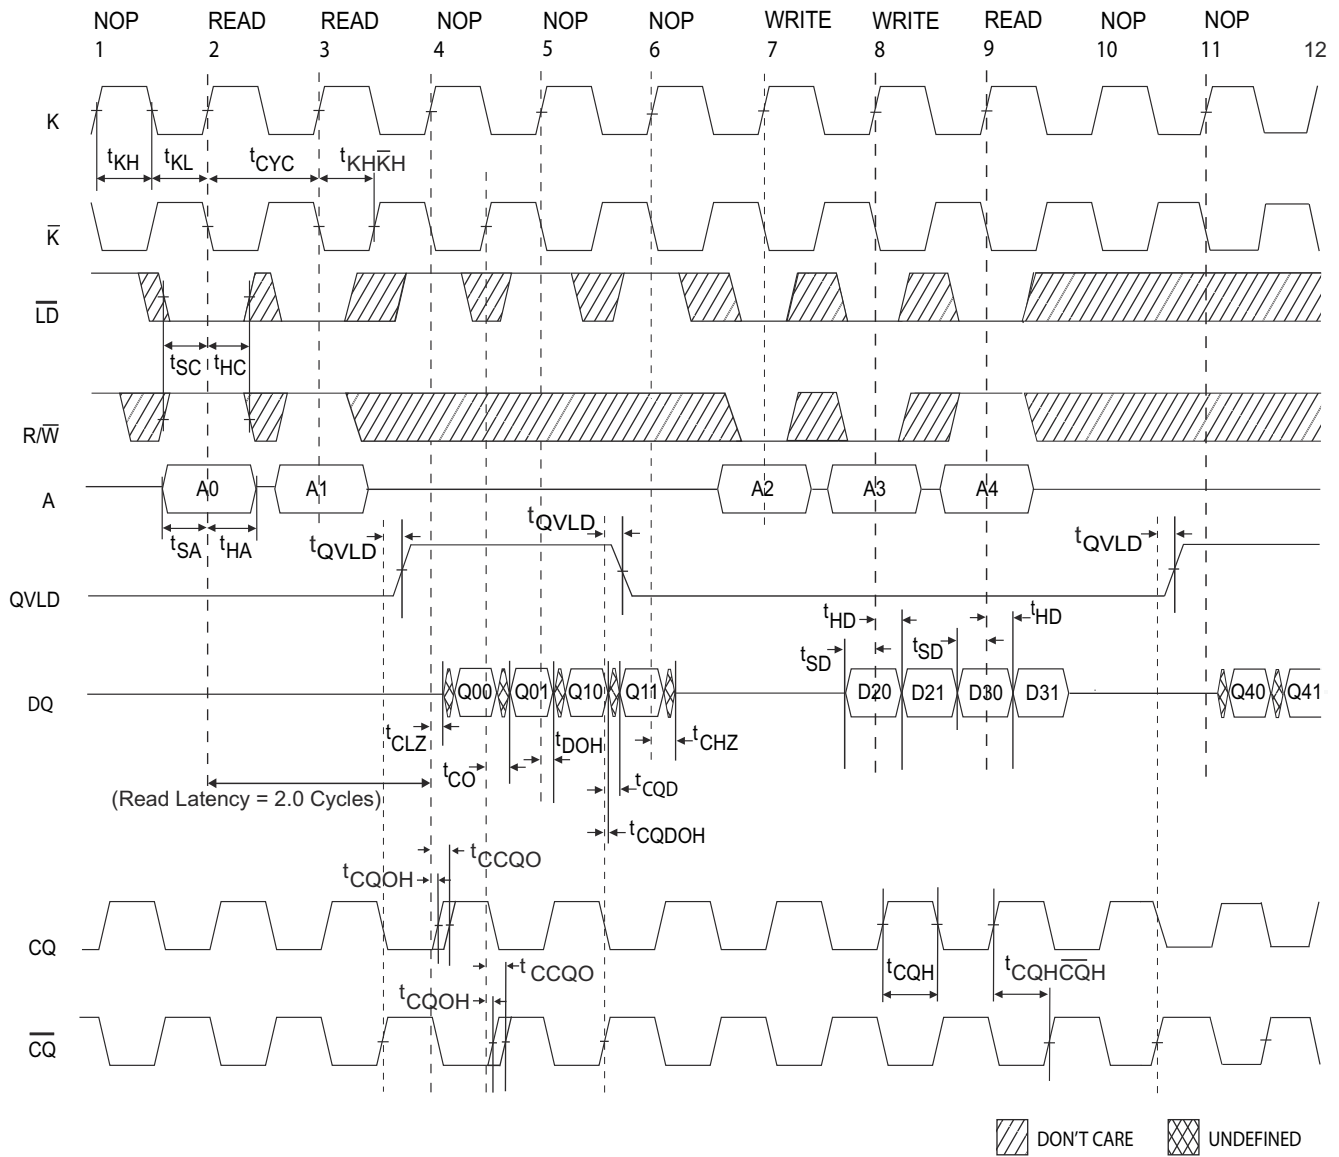 NOP READ READ NOP NOP NOP WRITE WRITE READ NOP NOP
1 2 3 4 5 6 7 8 9 10 11 12
K
tKH tKL tCYC tKHK̅H
K̅
L̅D̅
tSC tHC
R/W̅
A A0 A1 A2 A3 A4
tSA tHA tQVLD tQVLD tQVLD
QVLD
tHD tHD
tSD tSD
DQ Q00 Q01 Q10 Q11 D20 D21 D30 D31 Q40 Q41
tCLZ tDOH tCHZ
tCO tCQD
(Read Latency = 2.0 Cycles)
tCQDOH
tCCQO
tCQOH
CQ
tCCQO tCQH tCQHC̅Q̅H
tCQOH
C̅Q̅
DON'T CARE UNDEFINED